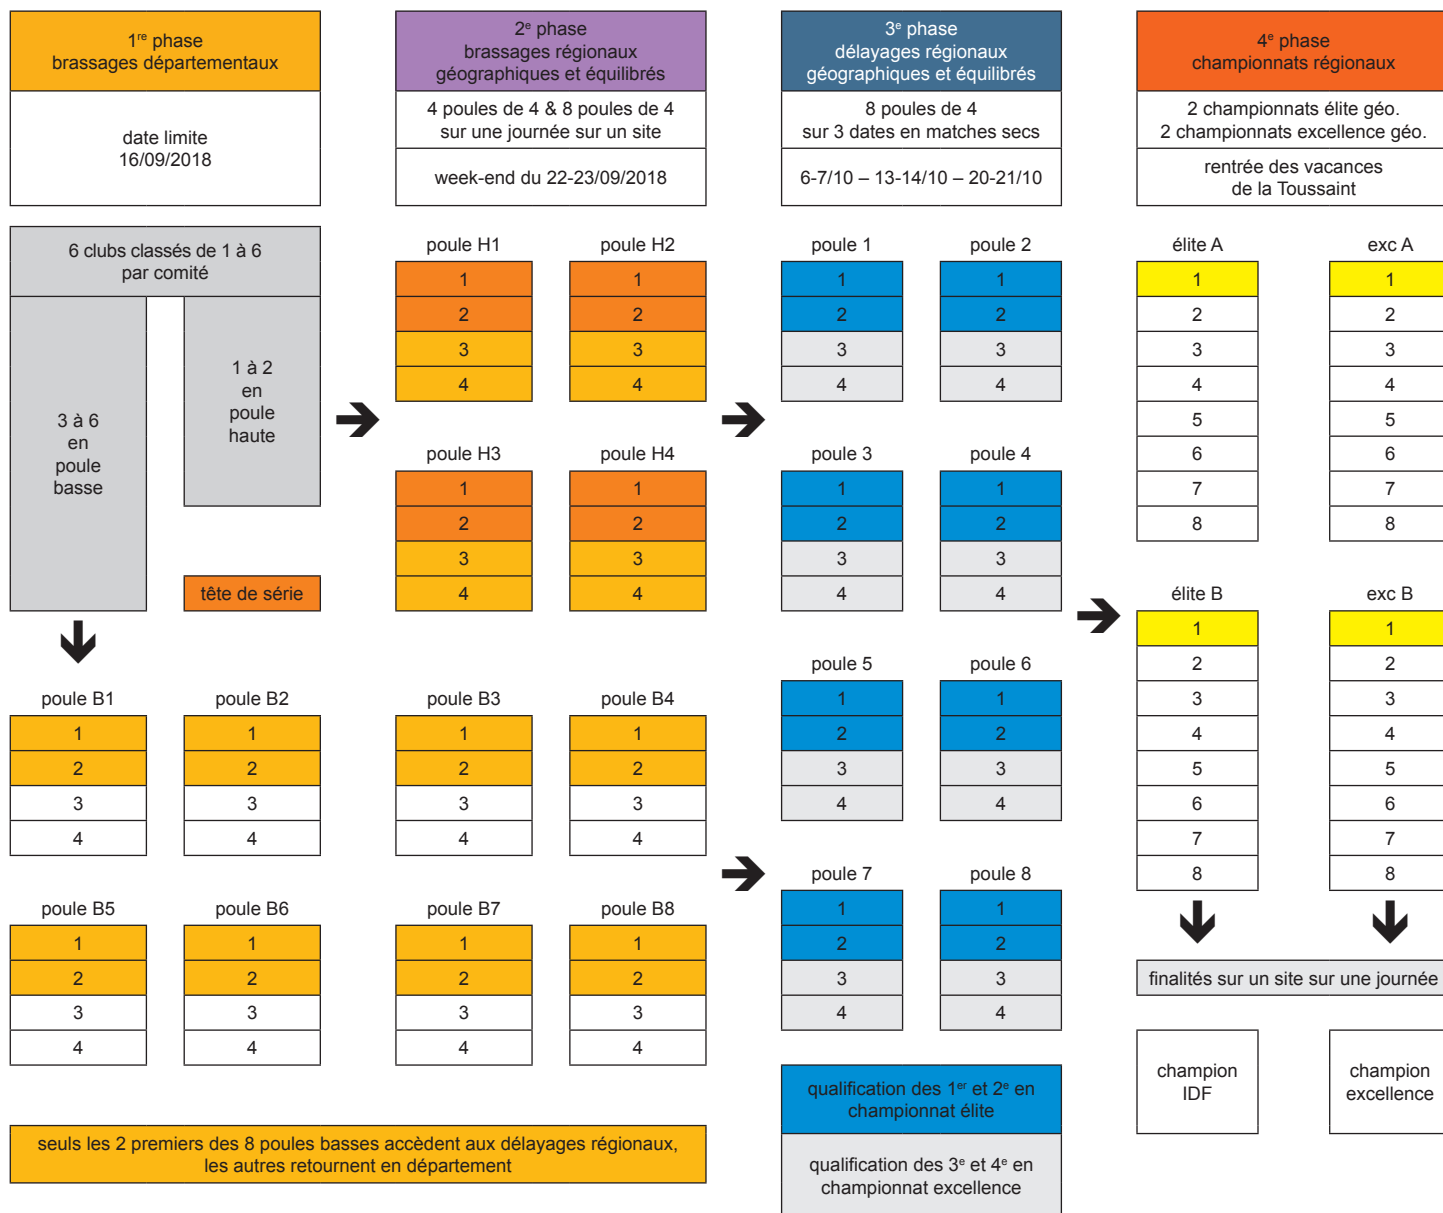 1re phase
brassages départementaux
date limite
16/09/2018
2e phase
brassages régionaux
géographiques et équilibrés
4 poules de 4 & 8 poules de 4
sur une journée sur un site
week-end du 22-23/09/2018
3e phase
délayages régionaux
géographiques et équilibrés
8 poules de 4
sur 3 dates en matches secs
6-7/10 – 13-14/10 – 20-21/10
4e phase
championnats régionaux
2 championnats élite géo.
2 championnats excellence géo.
rentrée des vacances
de la Toussaint
6 clubs classés de 1 à 6
par comité
3 à 6
en
poule
basse
1 à 2
en
poule
haute
tête de série
poule H1
1
2
3
4
poule H2
1
2
3
4
poule H3
1
2
3
4
poule H4
1
2
3
4
poule B1
1
2
3
4
poule B2
1
2
3
4
poule B3
1
2
3
4
poule B4
1
2
3
4
poule B5
1
2
3
4
poule B6
1
2
3
4
poule B7
1
2
3
4
poule B8
1
2
3
4
seuls les 2 premiers des 8 poules basses accèdent aux délayages régionaux,
les autres retournent en département
poule 1
1
2
3
4
poule 2
1
2
3
4
poule 3
1
2
3
4
poule 4
1
2
3
4
poule 5
1
2
3
4
poule 6
1
2
3
4
poule 7
1
2
3
4
poule 8
1
2
3
4
qualification des 1er et 2e en
championnat élite
qualification des 3e et 4e en
championnat excellence
élite A
1
2
3
4
5
6
7
8
exc A
1
2
3
4
5
6
7
8
élite B
1
2
3
4
5
6
7
8
exc B
1
2
3
4
5
6
7
8
finalités sur un site sur une journée
champion
IDF
champion
excellence